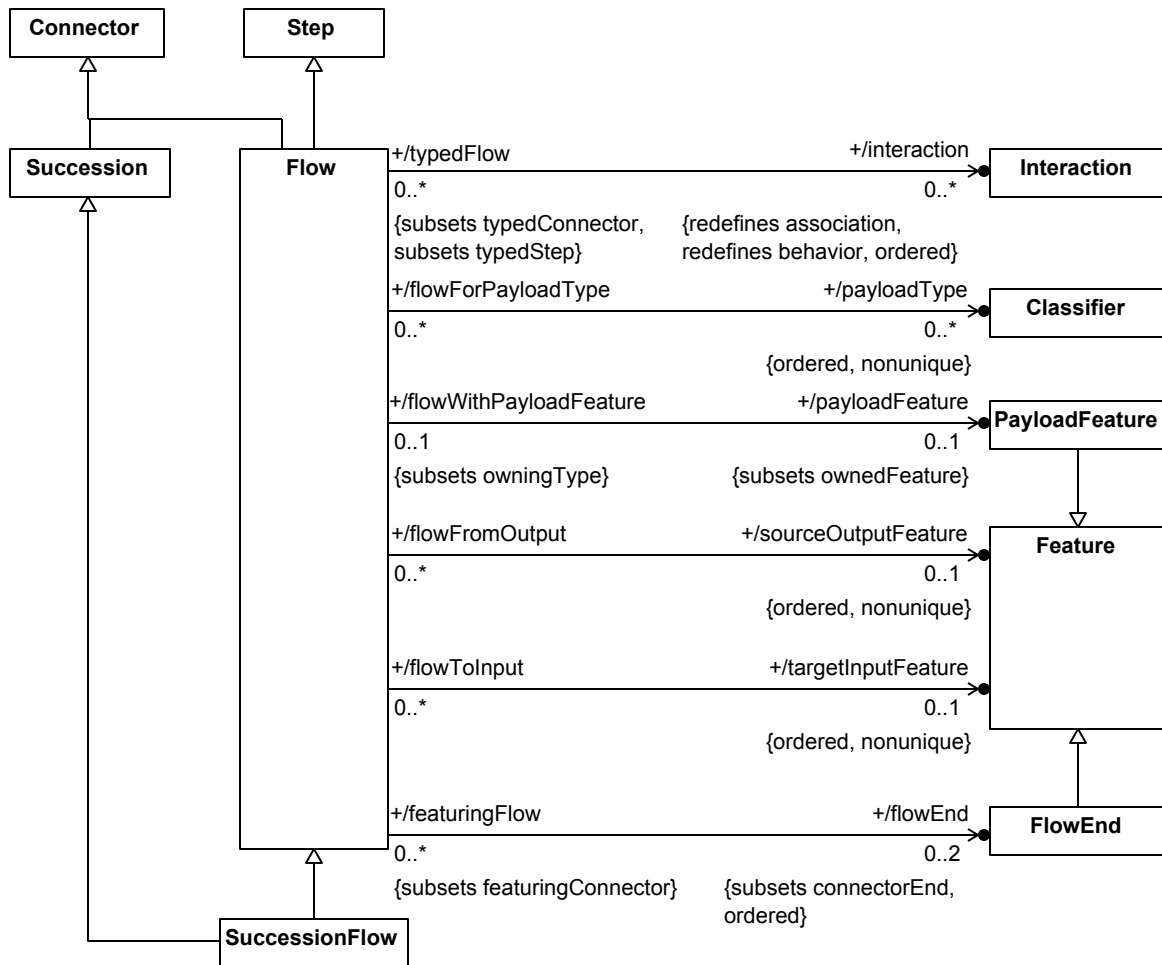 Connector
Step
Succession
Flow
+/typedFlow
+/interaction
Interaction
0..*
0..*
{subsets typedConnector,
subsets typedStep}
{redefines association,
redefines behavior, ordered}
+/flowForPayloadType
+/payloadType
Classifier
0..*
0..*
{ordered, nonunique}
+/flowWithPayloadFeature
+/payloadFeature
PayloadFeature
0..1
0..1
{subsets owningType}
{subsets ownedFeature}
+/flowFromOutput
+/sourceOutputFeature
Feature
0..*
0..1
{ordered, nonunique}
+/flowToInput
+/targetInputFeature
0..*
0..1
{ordered, nonunique}
+/featuringFlow
+/flowEnd
FlowEnd
0..*
0..2
{subsets featuringConnector}
{subsets connectorEnd,
ordered}
SuccessionFlow